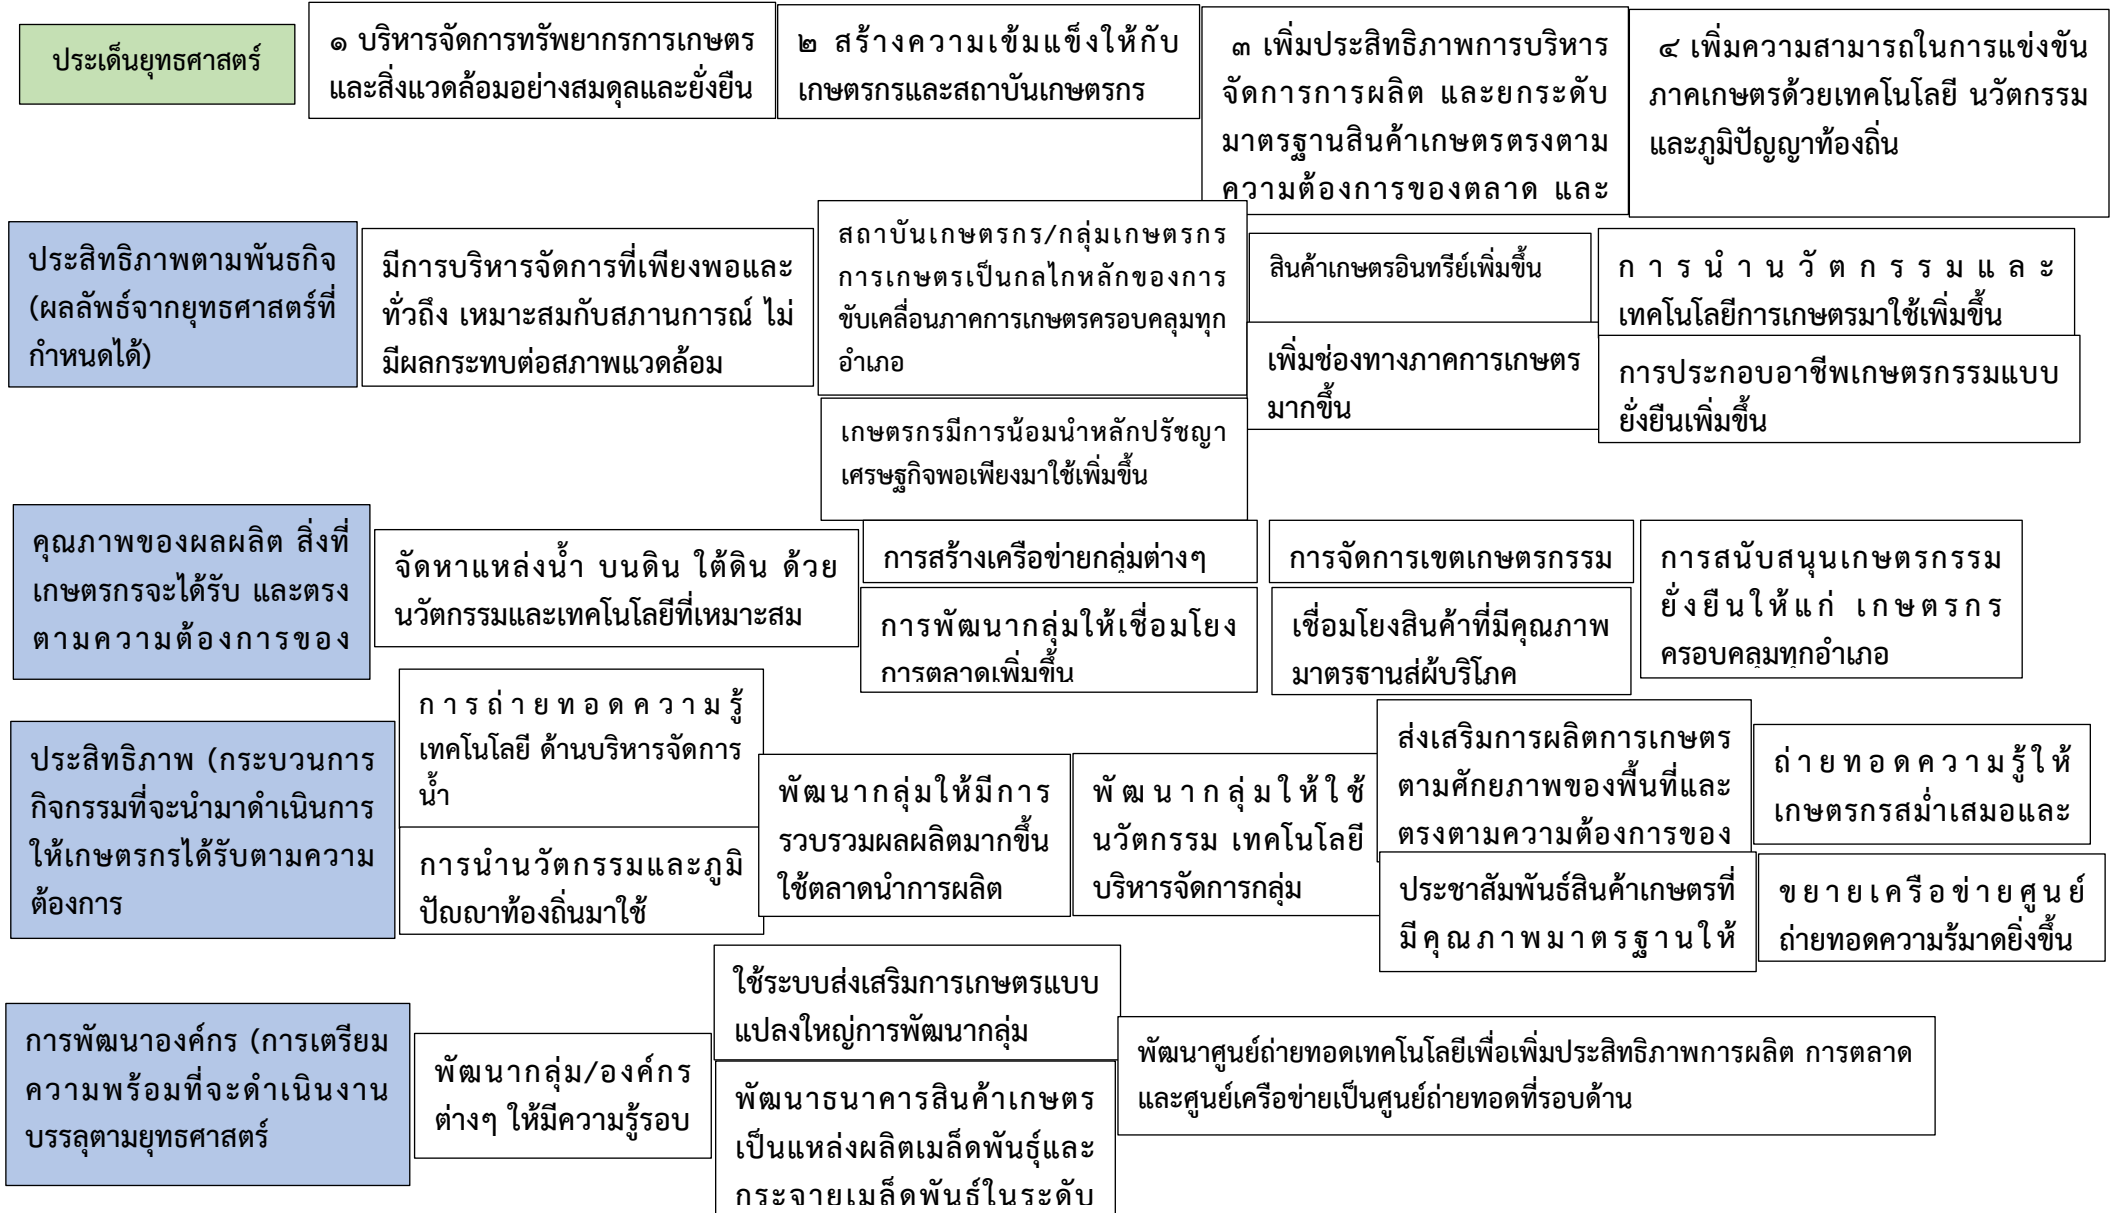 ประเด็นยุทธศาสตร์
๑ บริหารจัดการทรัพยากรการเกษตร
และสิ่งแวดล้อมอย่างสมดุลและยั่งยืน
๒ สร้างความเข้มแข็งให้กับ
เกษตรกรและสถาบันเกษตรกร
๓ เพิ่มประสิทธิภาพการบริหาร
จัดการการผลิต และยกระดับ
มาตรฐานสินค้าเกษตรตรงตาม
ความต้องการของตลาด และ
๔ เพิ่มความสามารถในการแข่งขัน
ภาคเกษตรด้วยเทคโนโลยี นวัตกรรม
และภูมิปัญญาท้องถิ่น
ประสิทธิภาพตามพันธกิจ
(ผลลัพธ์จากยุทธศาสตร์ที่
กำหนดได้)
มีการบริหารจัดการที่เพียงพอและ
ทั่วถึง เหมาะสมกับสถานการณ์ ไม่
มีผลกระทบต่อสภาพแวดล้อม
สถาบันเกษตรกร/กลุ่มเกษตรกร
การเกษตรเป็นกลไกหลักของการ
ขับเคลื่อนภาคการเกษตรครอบคลุมทุก
อำเภอ
เกษตรกรมีการน้อมนำหลักปรัชญา
เศรษฐกิจพอเพียงมาใช้เพิ่มขึ้น
สินค้าเกษตรอินทรีย์เพิ่มขึ้น
เพิ่มช่องทางภาคการเกษตร
มากขึ้น
การนำนวัตกรรมและ
เทคโนโลยีการเกษตรมาใช้เพิ่มขึ้น
การประกอบอาชีพเกษตรกรรมแบบ
ยั่งยืนเพิ่มขึ้น
คุณภาพของผลผลิต สิ่งที่
เกษตรกรจะได้รับ และตรง
ตามความต้องการของ
จัดหาแหล่งน้ำ บนดิน ใต้ดิน ด้วย
นวัตกรรมและเทคโนโลยีที่เหมาะสม
การสร้างเครือข่ายกลุ่มต่างๆ
การพัฒนากลุ่มให้เชื่อมโยง
การตลาดเพิ่มขึ้น
การจัดการเขตเกษตรกรรม
เชื่อมโยงสินค้าที่มีคุณภาพ
มาตรฐานสู่ผู้บริโภค
การสนับสนุนเกษตรกรรม
ยั่งยืนให้แก่ เกษตรกร
ครอบคลุมทุกอำเภอ
ประสิทธิภาพ (กระบวนการ
กิจกรรมที่จะนำมาดำเนินการ
ให้เกษตรกรได้รับตามความ
ต้องการ
การถ่ายทอดความรู้
เทคโนโลยี ด้านบริหารจัดการ
น้ำ
การนำนวัตกรรมและภูมิ
ปัญญาท้องถิ่นมาใช้
พัฒนากลุ่มให้มีการ
รวบรวมผลผลิตมากขึ้น
ใช้ตลาดนำการผลิต
พัฒนากลุ่มให้ใช้
นวัตกรรม เทคโนโลยี
บริหารจัดการกลุ่ม
ส่งเสริมการผลิตการเกษตร
ตามศักยภาพของพื้นที่และ
ตรงตามความต้องการของ
ประชาสัมพันธ์สินค้าเกษตรที่
มีคุณภาพมาตรฐานให้
ถ่ายทอดความรู้ให้
เกษตรกรสม่ำเสมอและ
ขยายเครือข่ายศูนย์
ถ่ายทอดความรู้มาดยิ่งขึ้น
การพัฒนาองค์กร (การเตรียม
ความพร้อมที่จะดำเนินงาน
บรรลุตามยุทธศาสตร์
พัฒนากลุ่ม/องค์กร
ต่างๆ ให้มีความรู้รอบ
ใช้ระบบส่งเสริมการเกษตรแบบ
แปลงใหญ่การพัฒนากลุ่ม
พัฒนาธนาคารสินค้าเกษตร
เป็นแหล่งผลิตเมล็ดพันธุ์และ
กระจายเมล็ดพันธุ์ในระดับ
พัฒนาศูนย์ถ่ายทอดเทคโนโลยีเพื่อเพิ่มประสิทธิภาพการผลิต การตลาด
และศูนย์เครือข่ายเป็นศูนย์ถ่ายทอดที่รอบด้าน